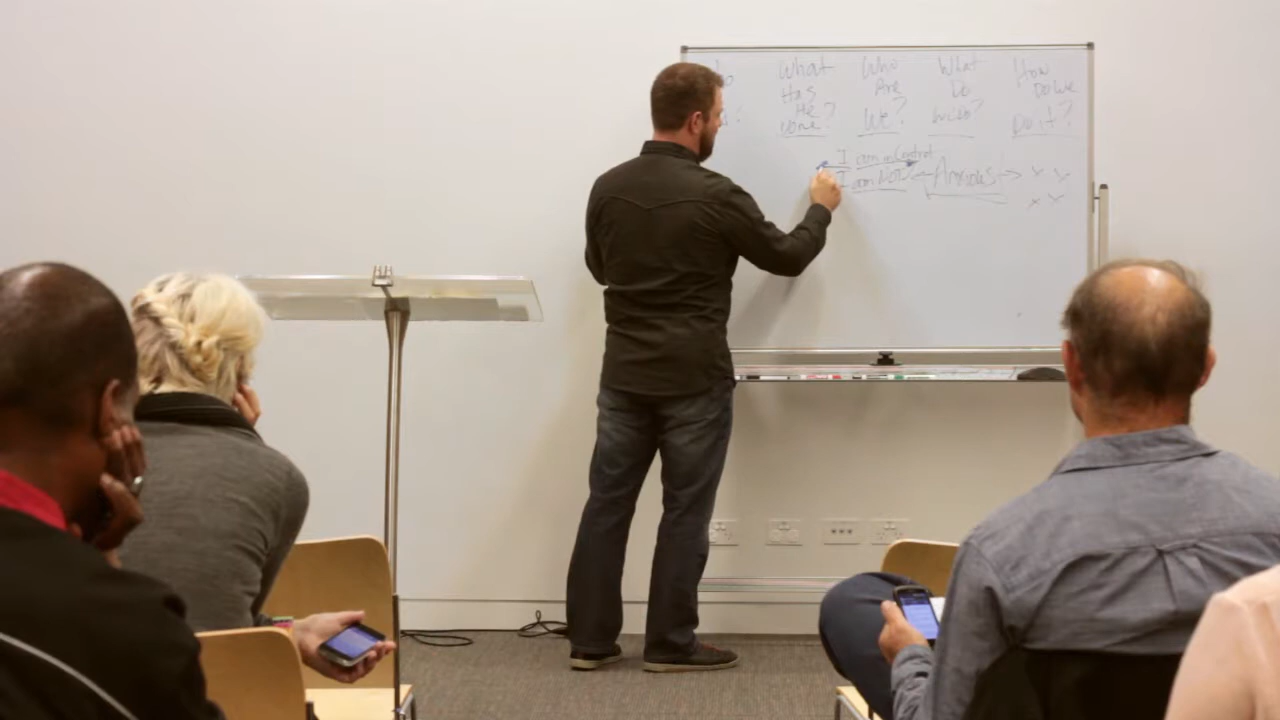 What Who What How
Has Are Do Do we
He We? we do? Do it?
Done?
I am in Control
I am Not Anxious